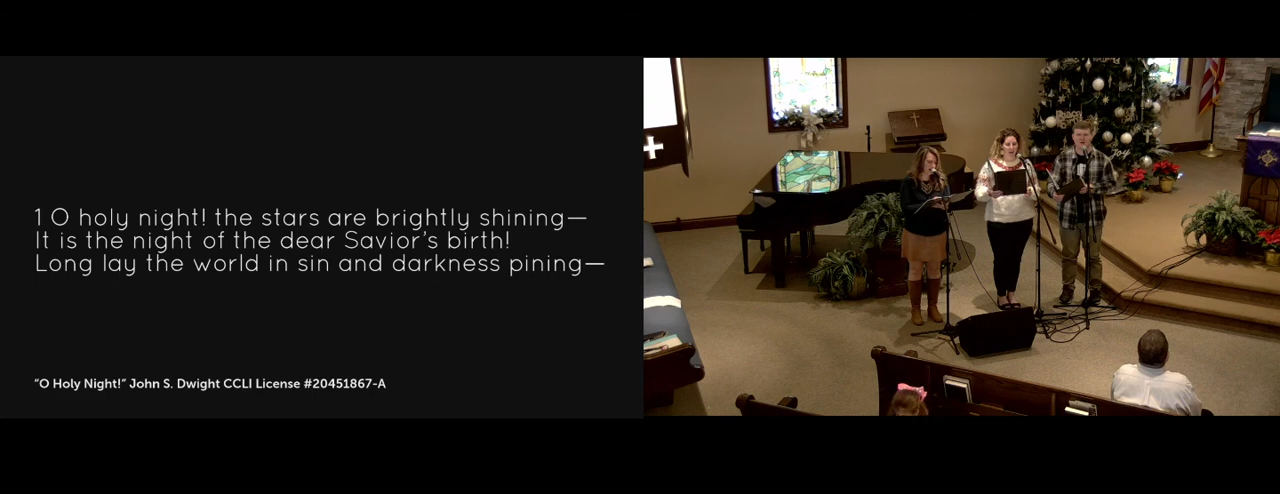 1 O holy night! the stars are brightly shining—
It is the night of the dear Savior’s birth!
Long lay the world in sin and darkness pining—
“O Holy Night!” John S. Dwight CCLI License #20451867-A
Joy